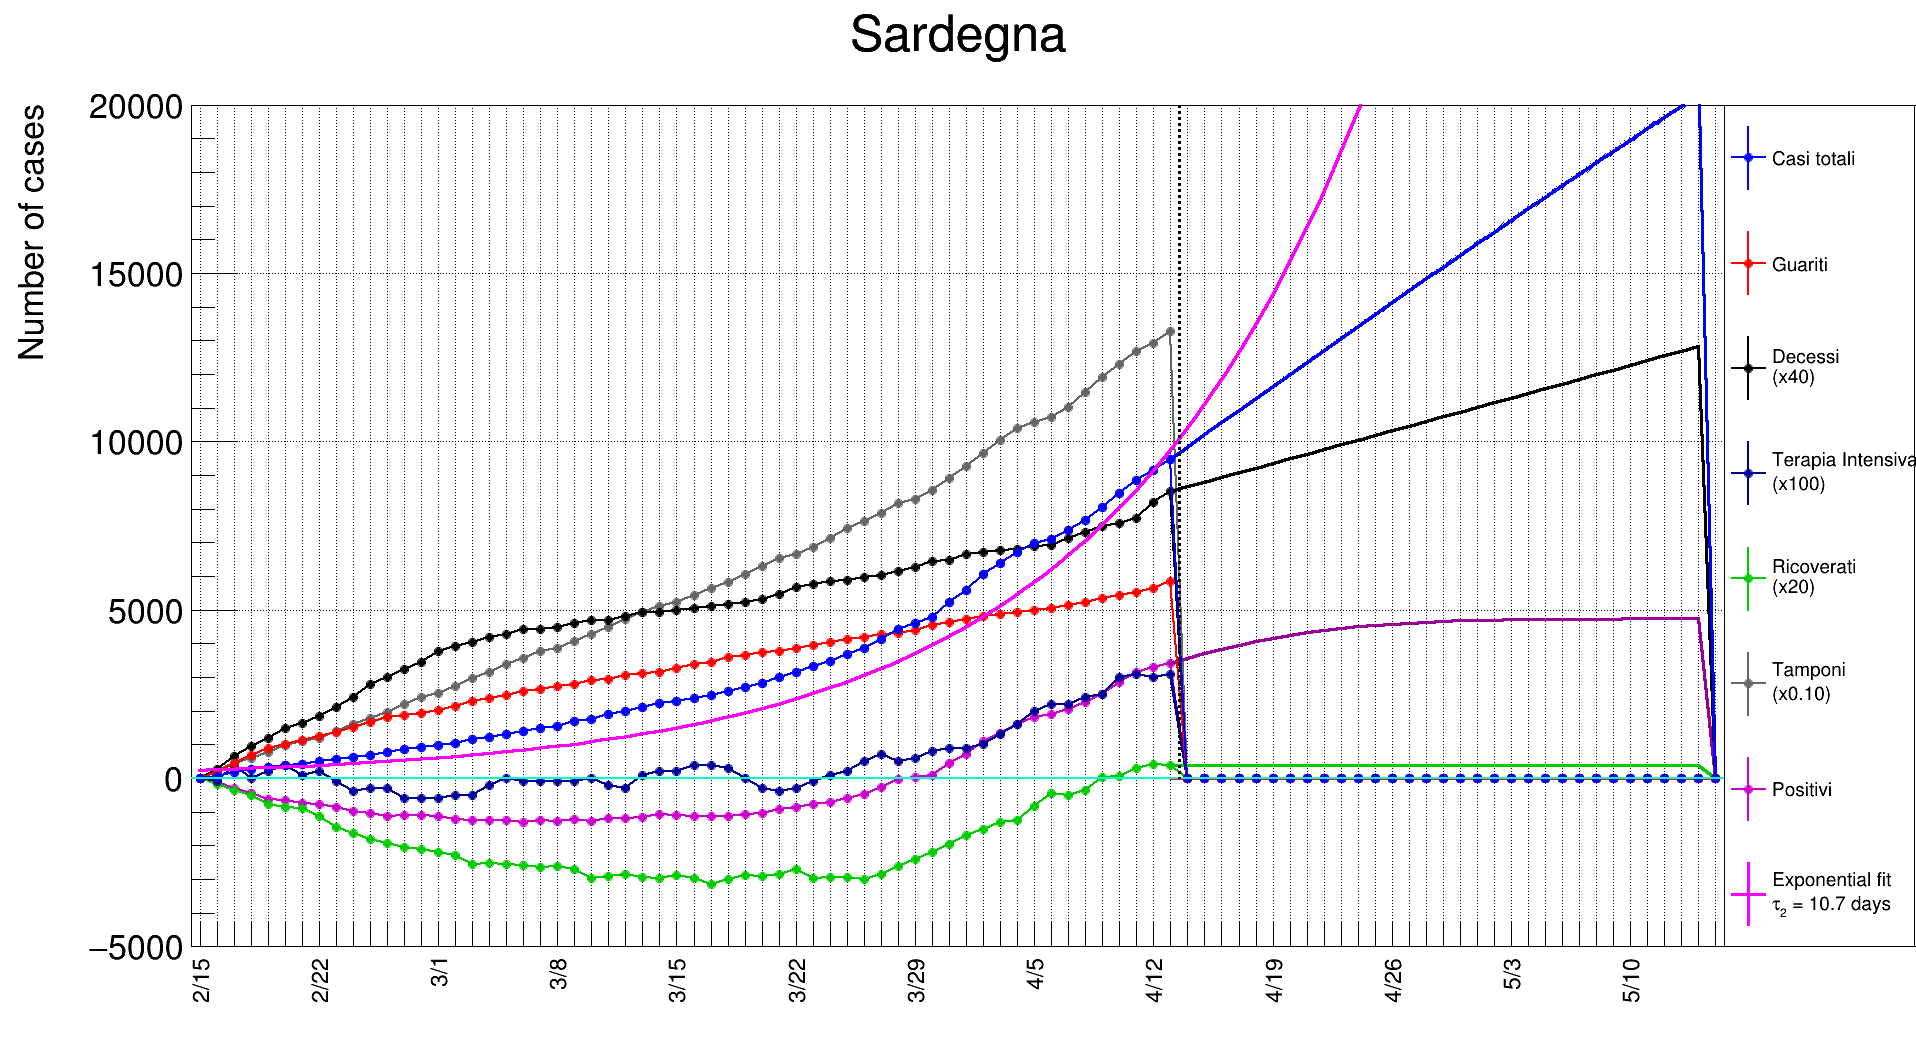 Sardegna
Number of cases
20000
15000
10000
5000
0
−5000
2/15
2/22
3/1
3/8
3/15
3/22
3/29
4/5
4/12
4/19
4/26
5/3
5/10
Casi totali
Guariti
Decessi
(x40)
Terapia Intensiva
(x100)
Ricoverati
(x20)
Tamponi
(x0.10)
Positivi
Exponential fit
τ2 = 10.7 days